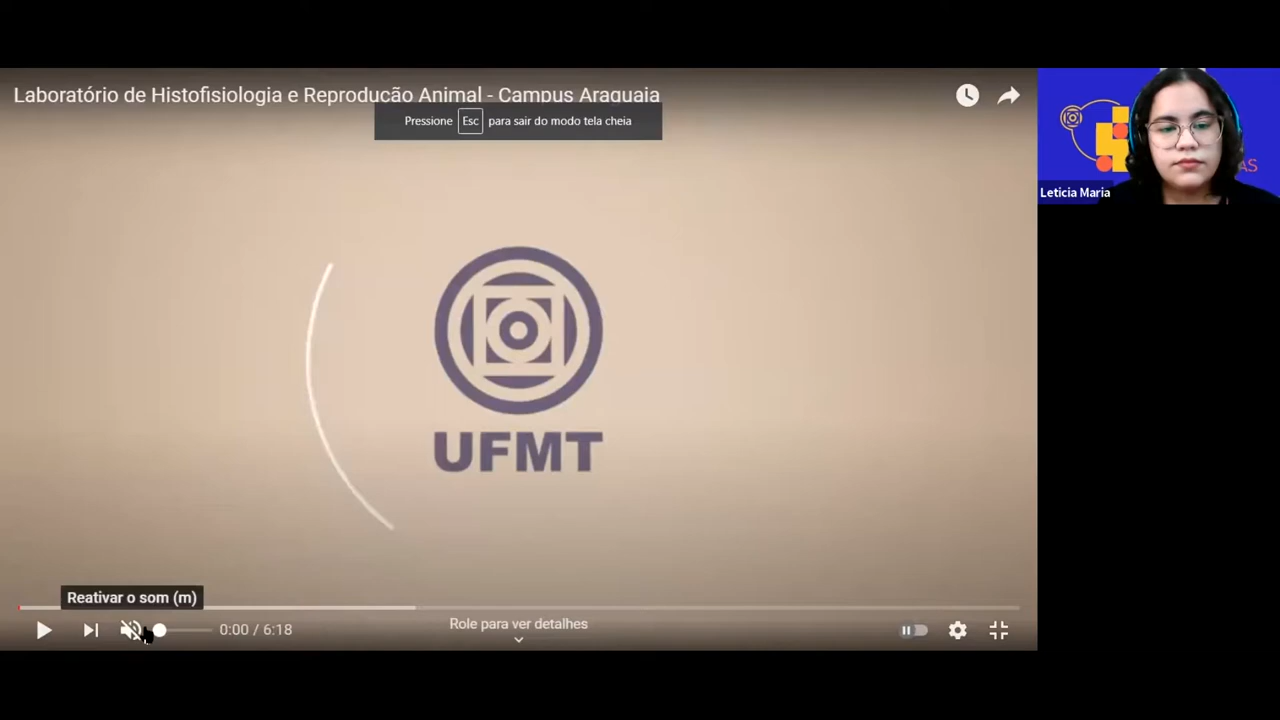 Laboratório de Histofisiologia e Reprodução Animal - Campus Araguaia
Pressione Esc para sair do modo tela cheia
AS
Leticia Maria
UFMT
Reativar o som (m)
0:00 / 6:18
Role para ver detalhes